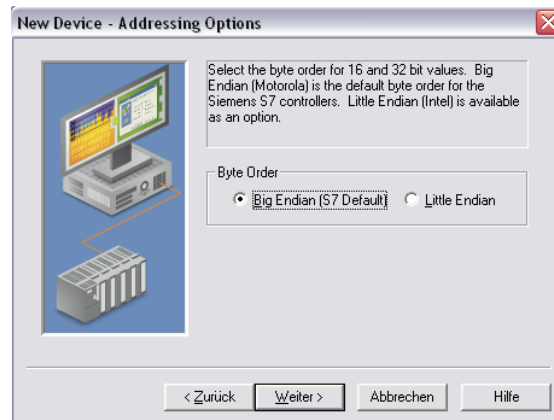 New Device - Addressing Options
Select the byte order for 16 and 32 bit values. Big
Endian (Motorola) is the default byte order for the
Siemens S7 controllers. Little Endian (Intel) is available
as an option.
Byte Order
Big Endian (S7 Default) Little Endian
< Zurück Weiter > Abbrechen Hilfe